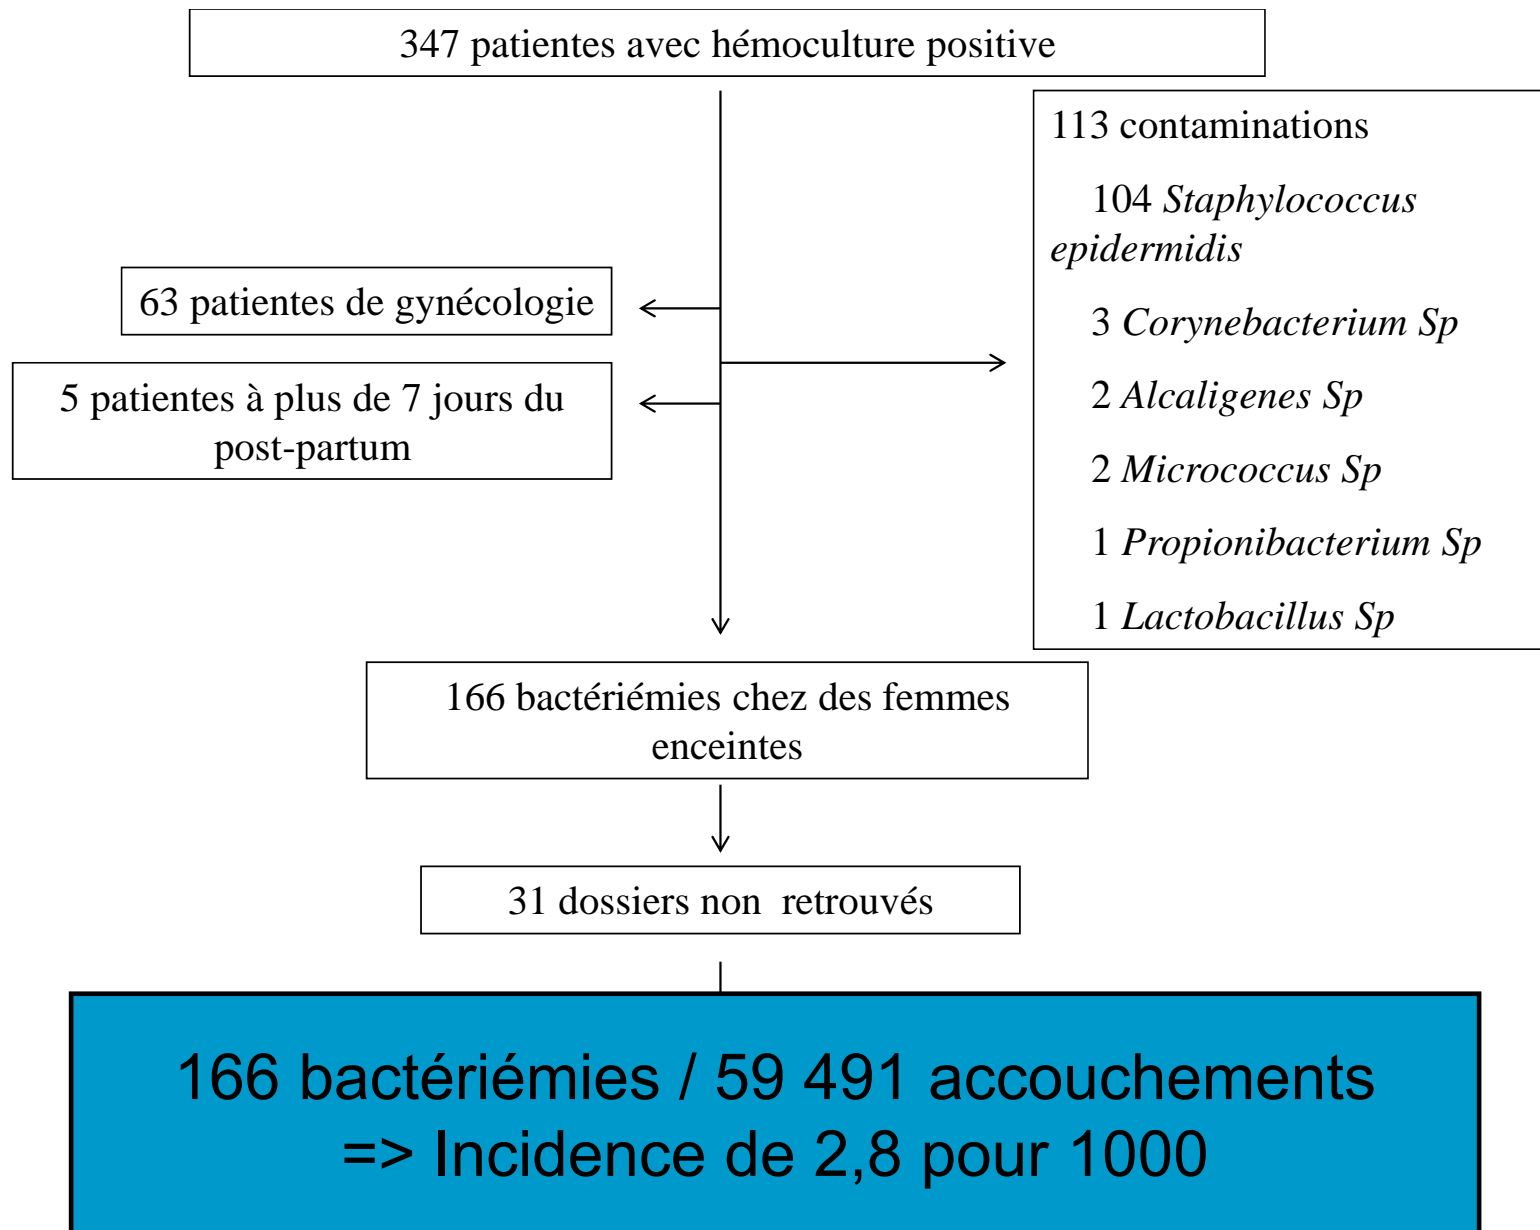 347 patientes avec hémoculture positive
113 contaminations
104 Staphylococcus
epidermidis
3 Corynebacterium Sp
2 Alcaligenes Sp
2 Micrococcus Sp
1 Propionibacterium Sp
1 Lactobacillus Sp
63 patientes de gynécologie
5 patientes à plus de 7 jours du
post-partum
166 bactériémies chez des femmes
enceintes
31 dossiers non retrouvés
166 bactériémies / 59 491 accouchements
=> Incidence de 2,8 pour 1000